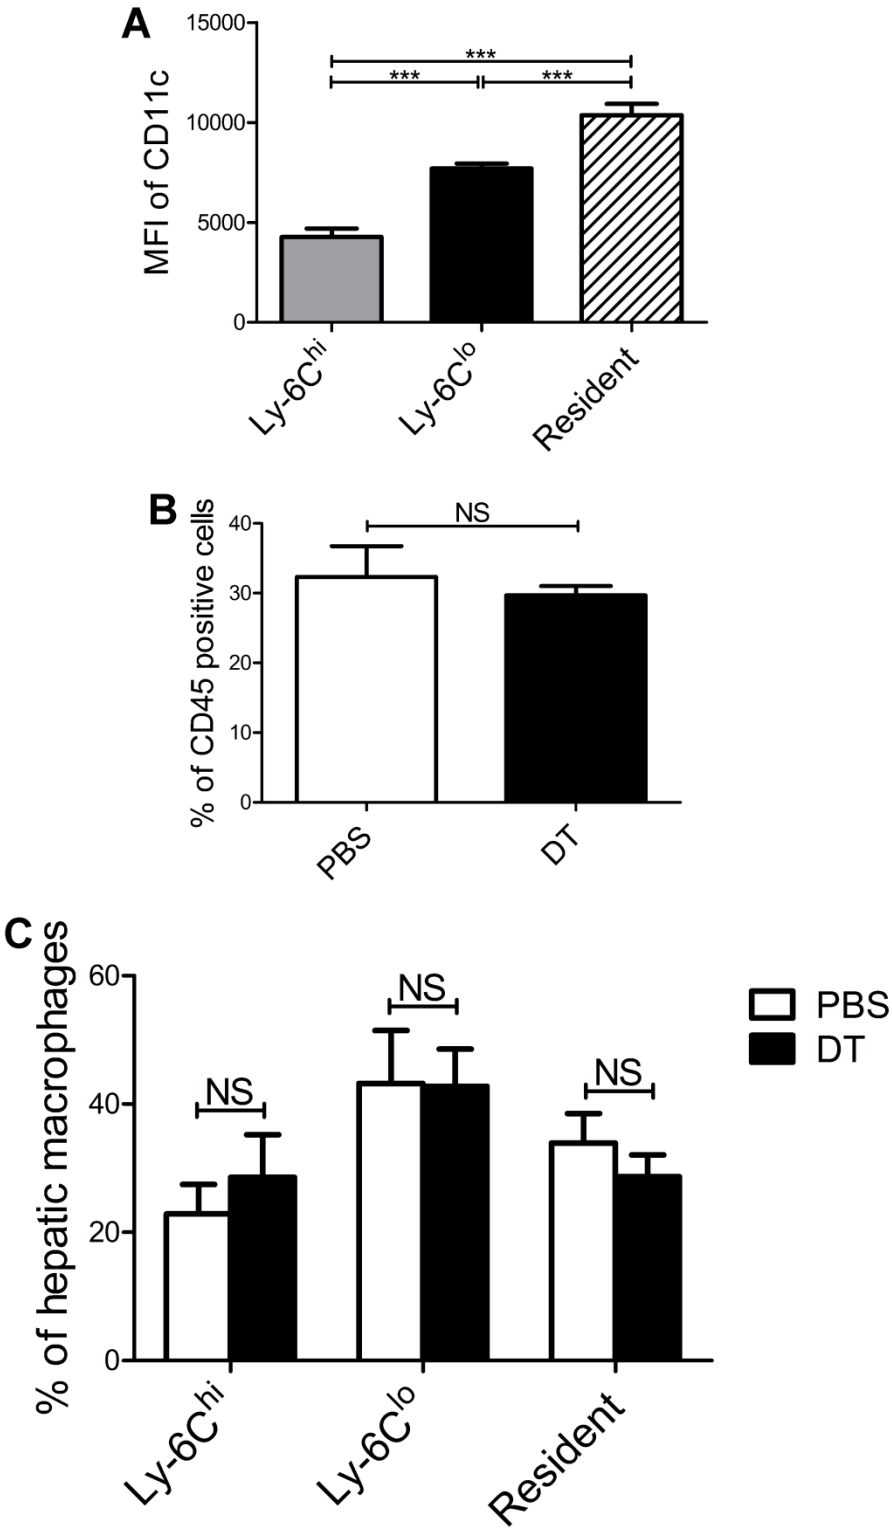 A
MFI of CD11c
15000
10000
5000
0
***
*** ***
Ly-6Chi
Ly-6Clo
Resident
B
% of CD45 positive cells
40
30
20
10
0
NS
PBS
DT
C
% of hepatic macrophages
60
40
20
0
NS
NS
NS
PBS
DT
Ly-6Chi
Ly-6Clo
Resident